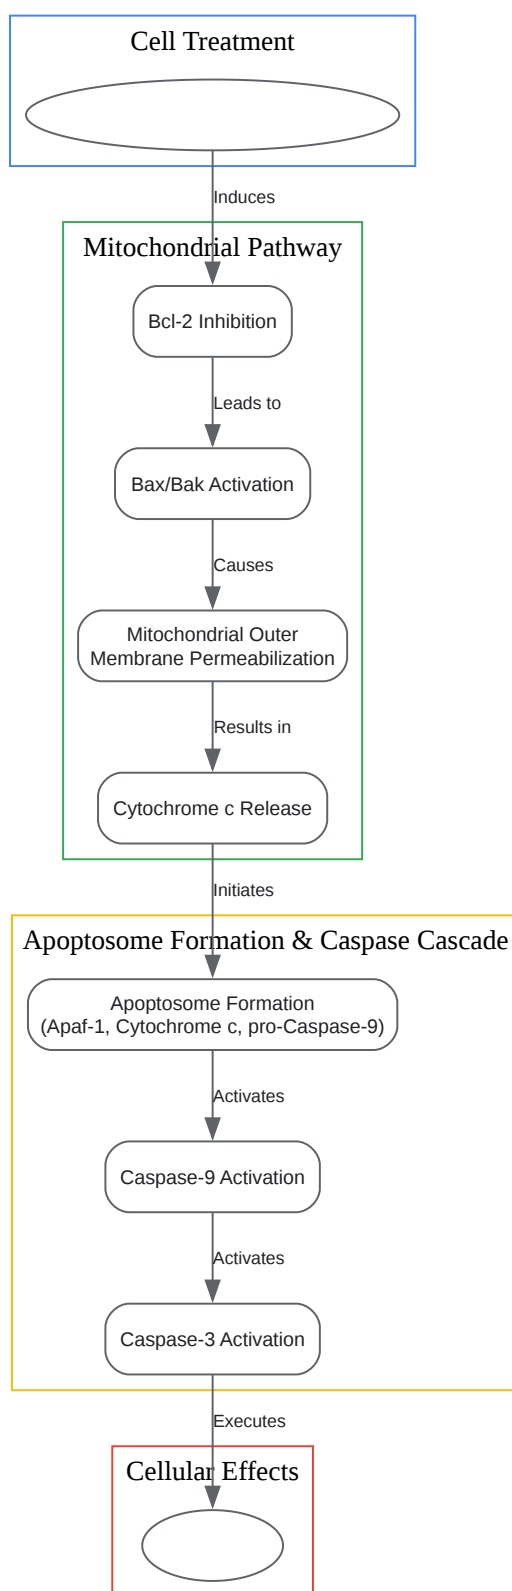 Cell Treatment
Induces
Mitochondrial Pathway
Bcl-2 Inhibition
Leads to
Bax/Bak Activation
Causes
Mitochondrial Outer
Membrane Permeabilization
Results in
Cytochrome c Release
Initiates
Apoptosome Formation & Caspase Cascade
Apoptosome Formation
(Apaf-1, Cytochrome c, pro-Caspase-9)
Activates
Caspase-9 Activation
Activates
Caspase-3 Activation
Executes
Cellular Effects